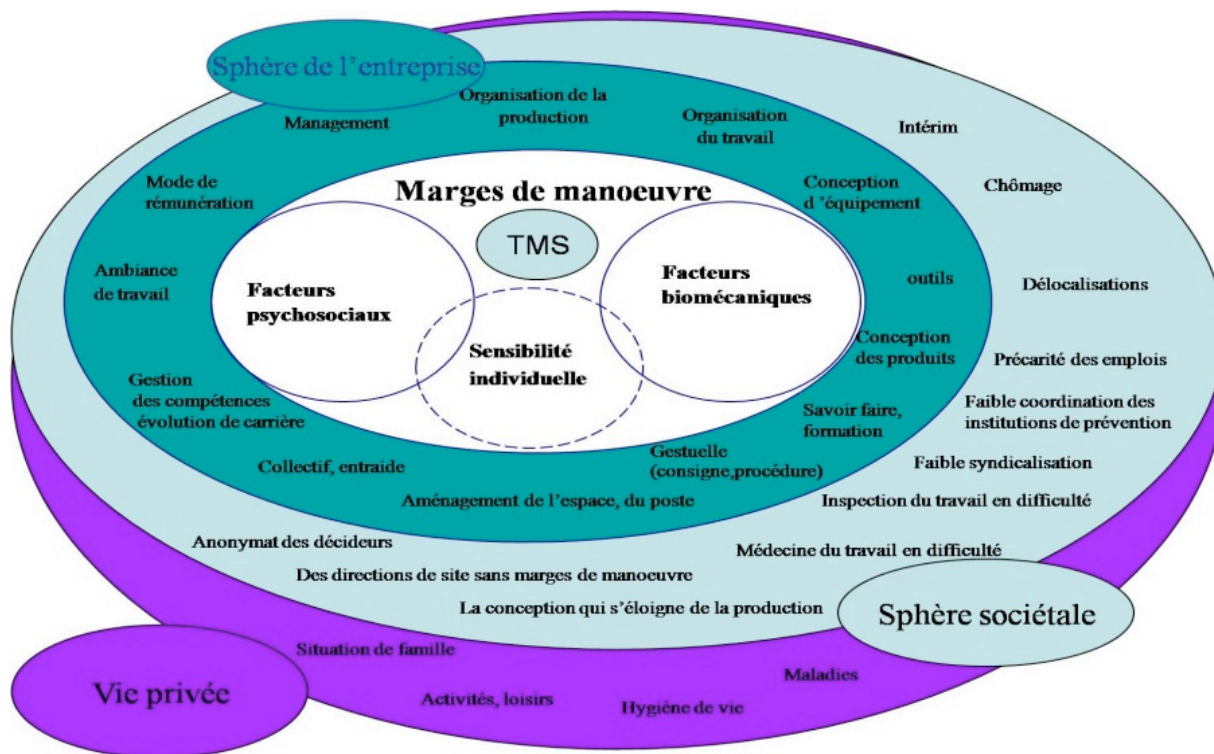 Sphère de l'entreprise
Management
Organisation de la
production
Organisation
du travail
Intérim
Chômage
Mode de
rémunération
Marges de manoeuvre
Conception
d 'équipement
TMS
Ambiance
de travail
Facteurs
psychosociaux
Facteurs
biomécaniques
outils
Délocalisations
Sensibilité
individuelle
Conception
des produits
Précarité des emplois
Gestion
des compétences
évolution de carrière
Savoir faire,
formation
Faible coordination des
institutions de prévention
Collectif, entraide
Gestuelle
(consigne,procédure)
Faible syndicalisation
Aménagement de l'espace, du poste
Inspection du travail en difficulté
Anonymat des décideurs
Médecine du travail en difficulté
Des directions de site sans marges de manoeuvre
La conception qui s'éloigne de la production
Sphère sociétale
Situation de famille
Vie privée
Activités, loisirs
Hygiène de vie
Maladies